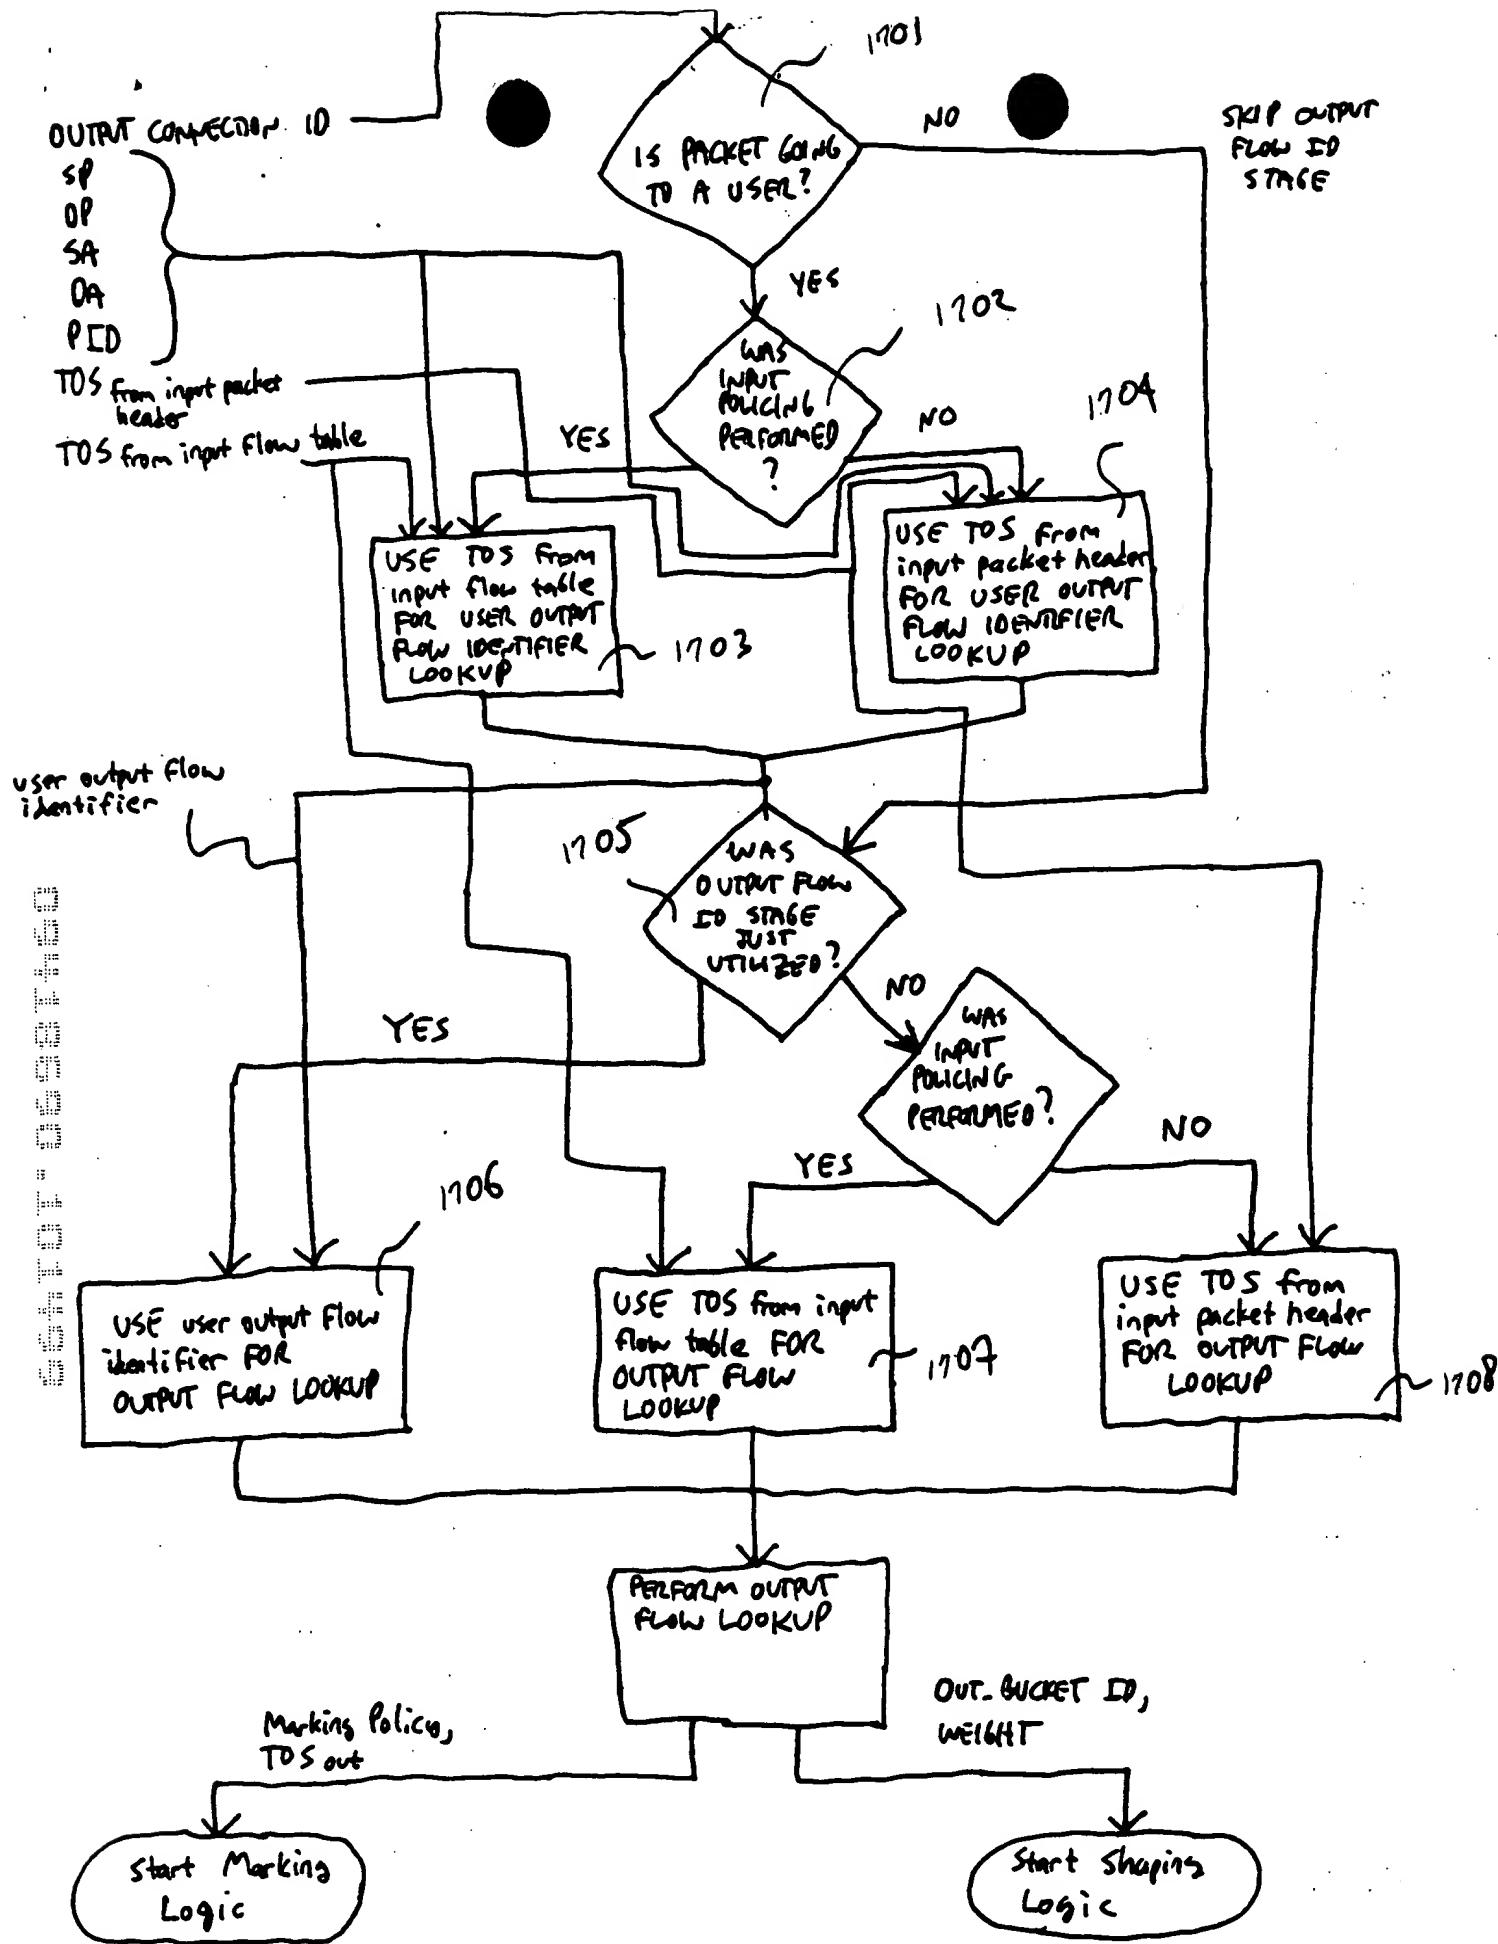 1701
OUTPUT CONNECTION ID
SP
DP
SA
DA
PID
TOS from input packet
header
TOS from input flow table
IS PACKET GOING
TO A USER?
NO
SKIP OUTPUT
FLOW ID
STAGE
YES
1702
WAS
INPUT
POLICING
PERFORMED
?
YES
NO
1704
USE TOS from
input flow table
FOR USER OUTPUT
FLOW IDENTIFIER
LOOKUP
1703
USE TOS from
input packet header
FOR USER OUTPUT
FLOW IDENTIFIER
LOOKUP
user output flow
identifier
1705
WAS
OUTPUT FLOW
ID STAGE
JUST
UTILIZED?
YES
NO
WAS
INPUT
POLICING
PERFORMED?
YES
NO
1706
USE user output flow
identifier FOR
OUTPUT FLOW LOOKUP
USE TOS from input
flow table FOR
OUTPUT FLOW
LOOKUP
1707
USE TOS from
input packet header
FOR OUTPUT FLOW
LOOKUP
1708
PERFORM OUTPUT
FLOW LOOKUP
Marking Policy,
TOS out
OUT_BUCKET ID,
WEIGHT
Start Marking
Logic
Start Shaping
Logic